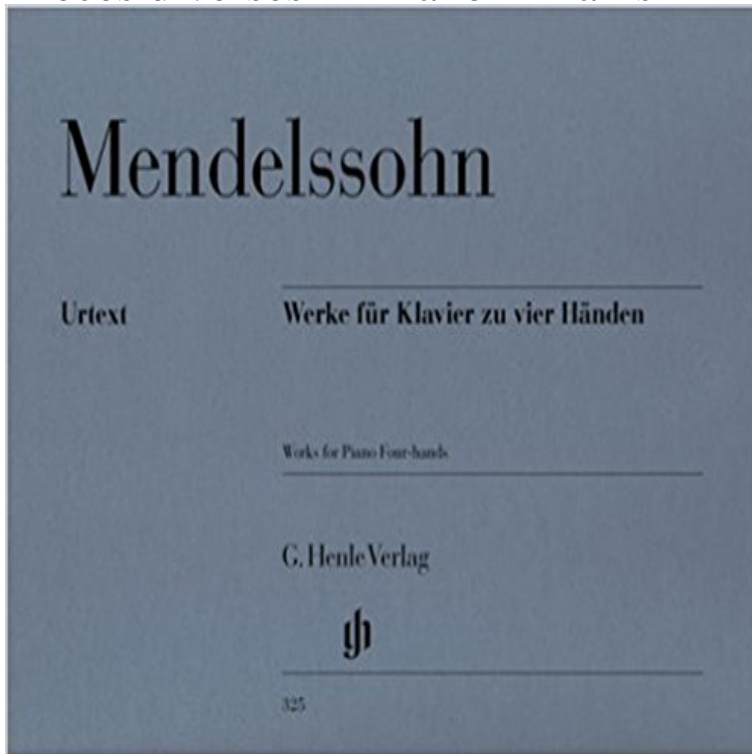 Mendelssohn
Urtext
Werke für Klavier zu vier Händen
Works for Piano Four-hands
G. Henle Verlag
325